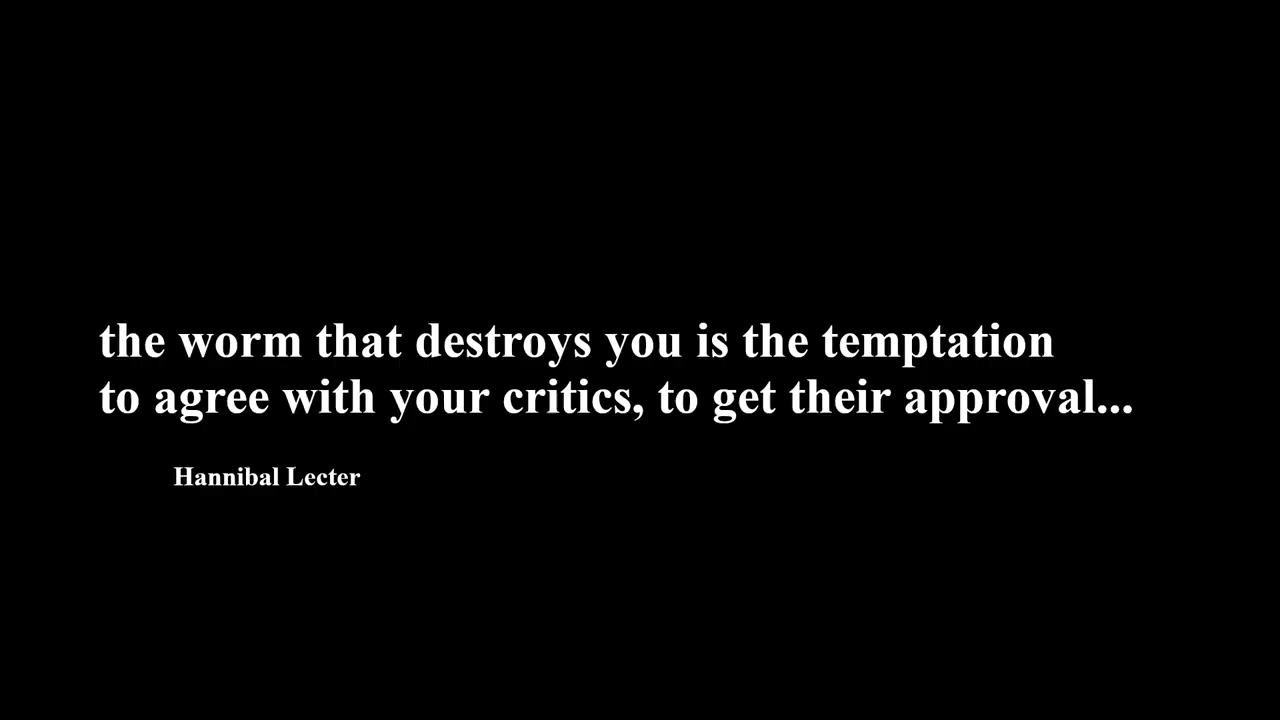 the worm that destroys you is the temptation
to agree with your critics, to get their approval...
Hannibal Lecter